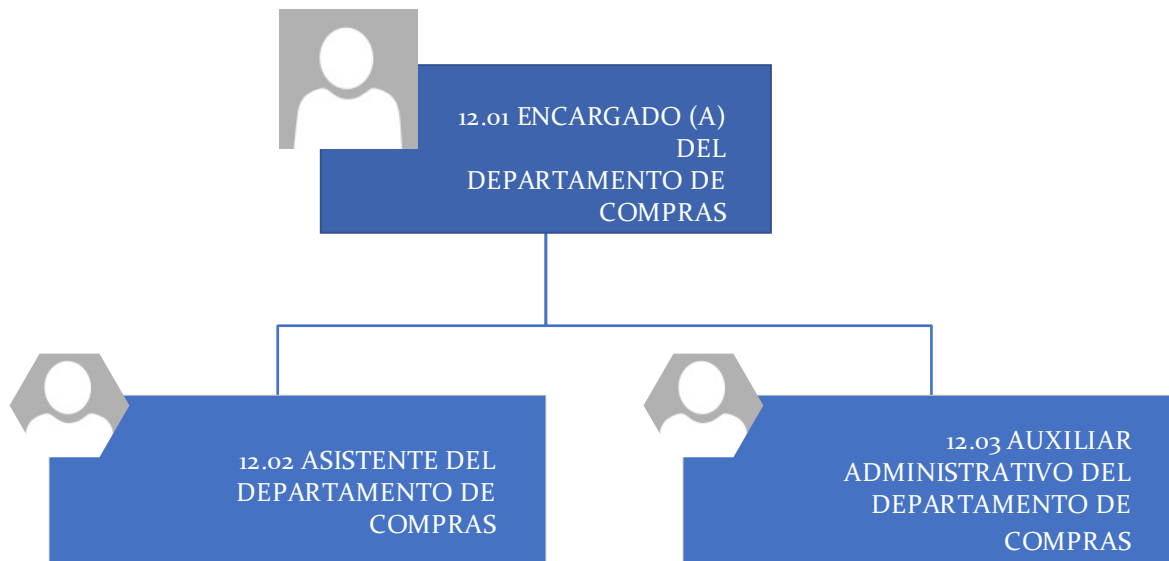 12.01 ENCARGADO (A)
DEL
DEPARTAMENTO DE
COMPRAS
12.02 ASISTENTE DEL
DEPARTAMENTO DE
COMPRAS
12.03 AUXILIAR
ADMINISTRATIVO DEL
DEPARTAMENTO DE
COMPRAS